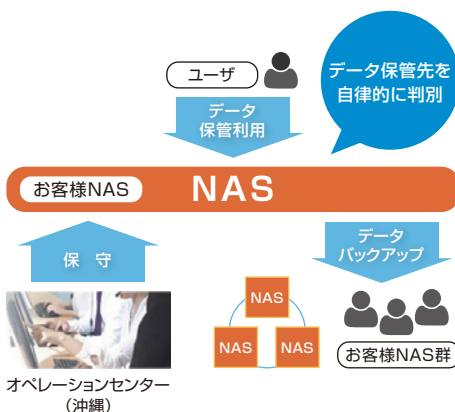 ユーザ
データ保管先を
自律的に判別
データ
保管利用
お客様NAS
NAS
保 守
データ
バックアップ
NAS
NAS
NAS
お客様NAS群
オペレーションセンター
(沖縄)